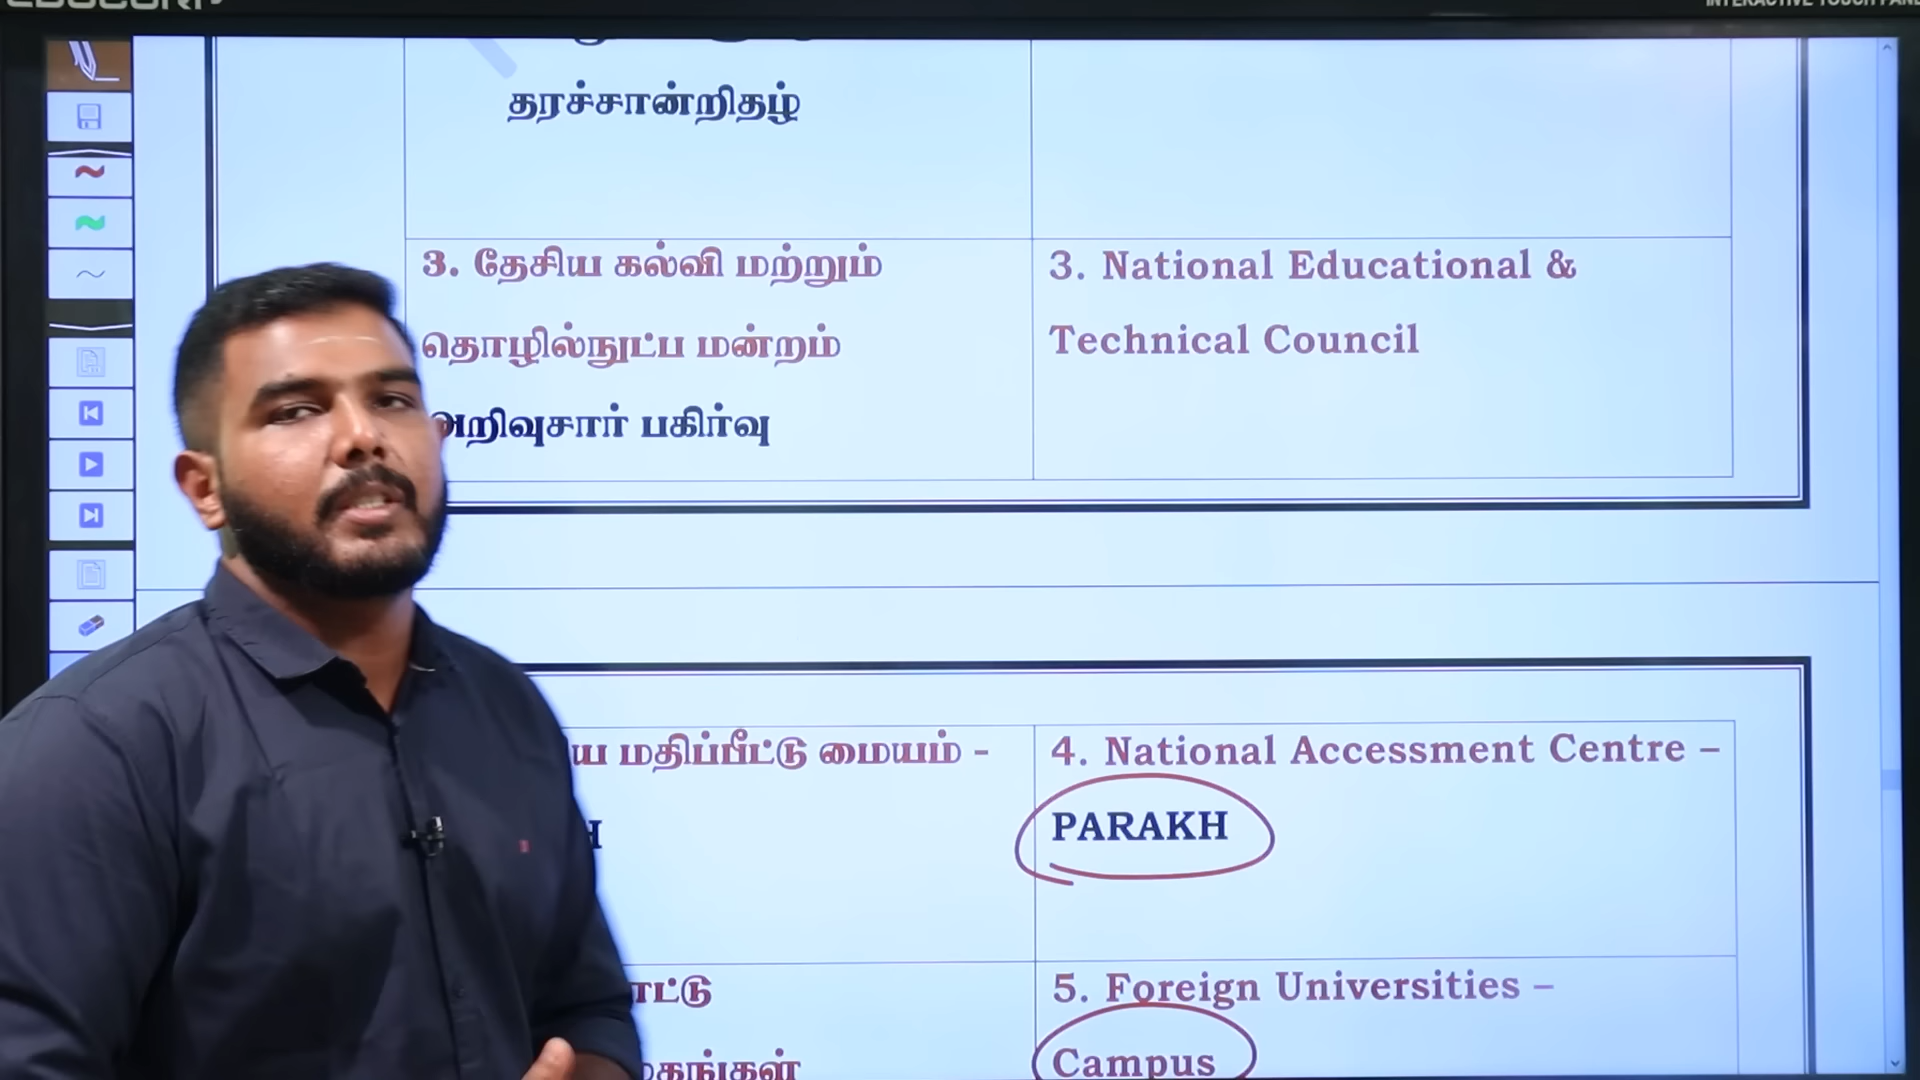 தரச்சான்றிதழ்
3. தேசிய கல்வி மற்றும்
தொழில்நுட்ப மன்றம்
அறிவுசார் பகிர்வு
3. National Educational &
Technical Council
மதிப்பீட்டு மையம் -
4. National Accessment Centre –
PARAKH
5. Foreign Universities –
Campus